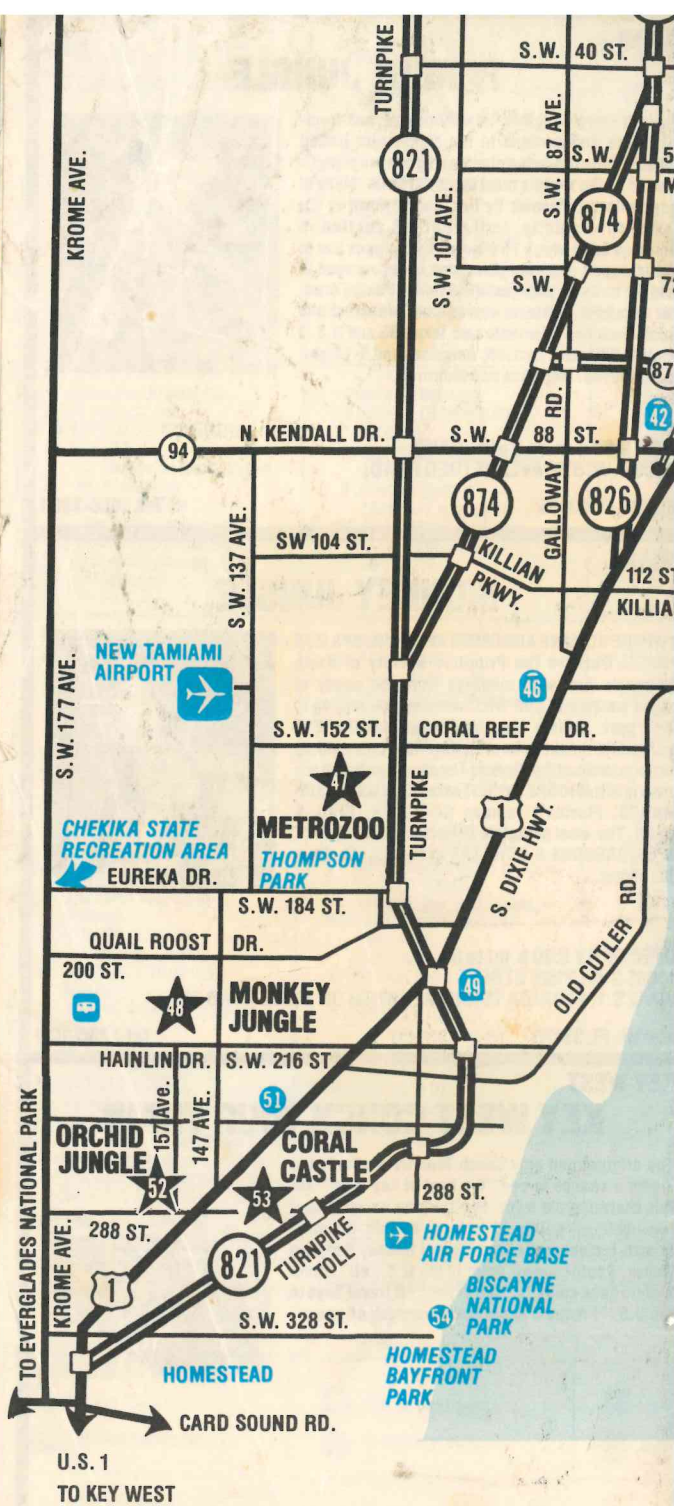 TURNPIKE
S.W. 40 ST.
KROME AVE.
821
S.W. 107 AVE.
S.W. 87 AVE.
S.W.
874
S.W.
42
N. KENDALL DR.
S.W. 88 ST.
94
874
GALLOWAY RD.
826
S.W. 137 AVE.
SW 104 ST.
KILLIAN
PKWY.
112 ST
KILLIA
NEW TAMIAMI
AIRPORT
S.W. 177 AVE.
46
S.W. 152 ST.
CORAL REEF DR.
47
METROZOO
TURNPIKE
1
S. DIXIE HWY.
CHEKIKA STATE
RECREATION AREA
THOMPSON
PARK
EUREKA DR.
S.W. 184 ST.
OLD CUTLER RD.
QUAIL ROOST DR.
200 ST.
48
MONKEY
JUNGLE
49
HAINLIN DR.
S.W. 216 ST
157 Ave.
147 AVE.
51
ORCHID
JUNGLE
52
CORAL
CASTLE
53
288 ST.
288 ST.
TO EVERGLADES NATIONAL PARK
KROME AVE.
1
821
TURNPIKE
TOLL
HOMESTEAD
AIR FORCE BASE
BISCAYNE
NATIONAL
PARK
54
S.W. 328 ST.
HOMESTEAD
HOMESTEAD
BAYFRONT
PARK
CARD SOUND RD.
U.S. 1
TO KEY WEST